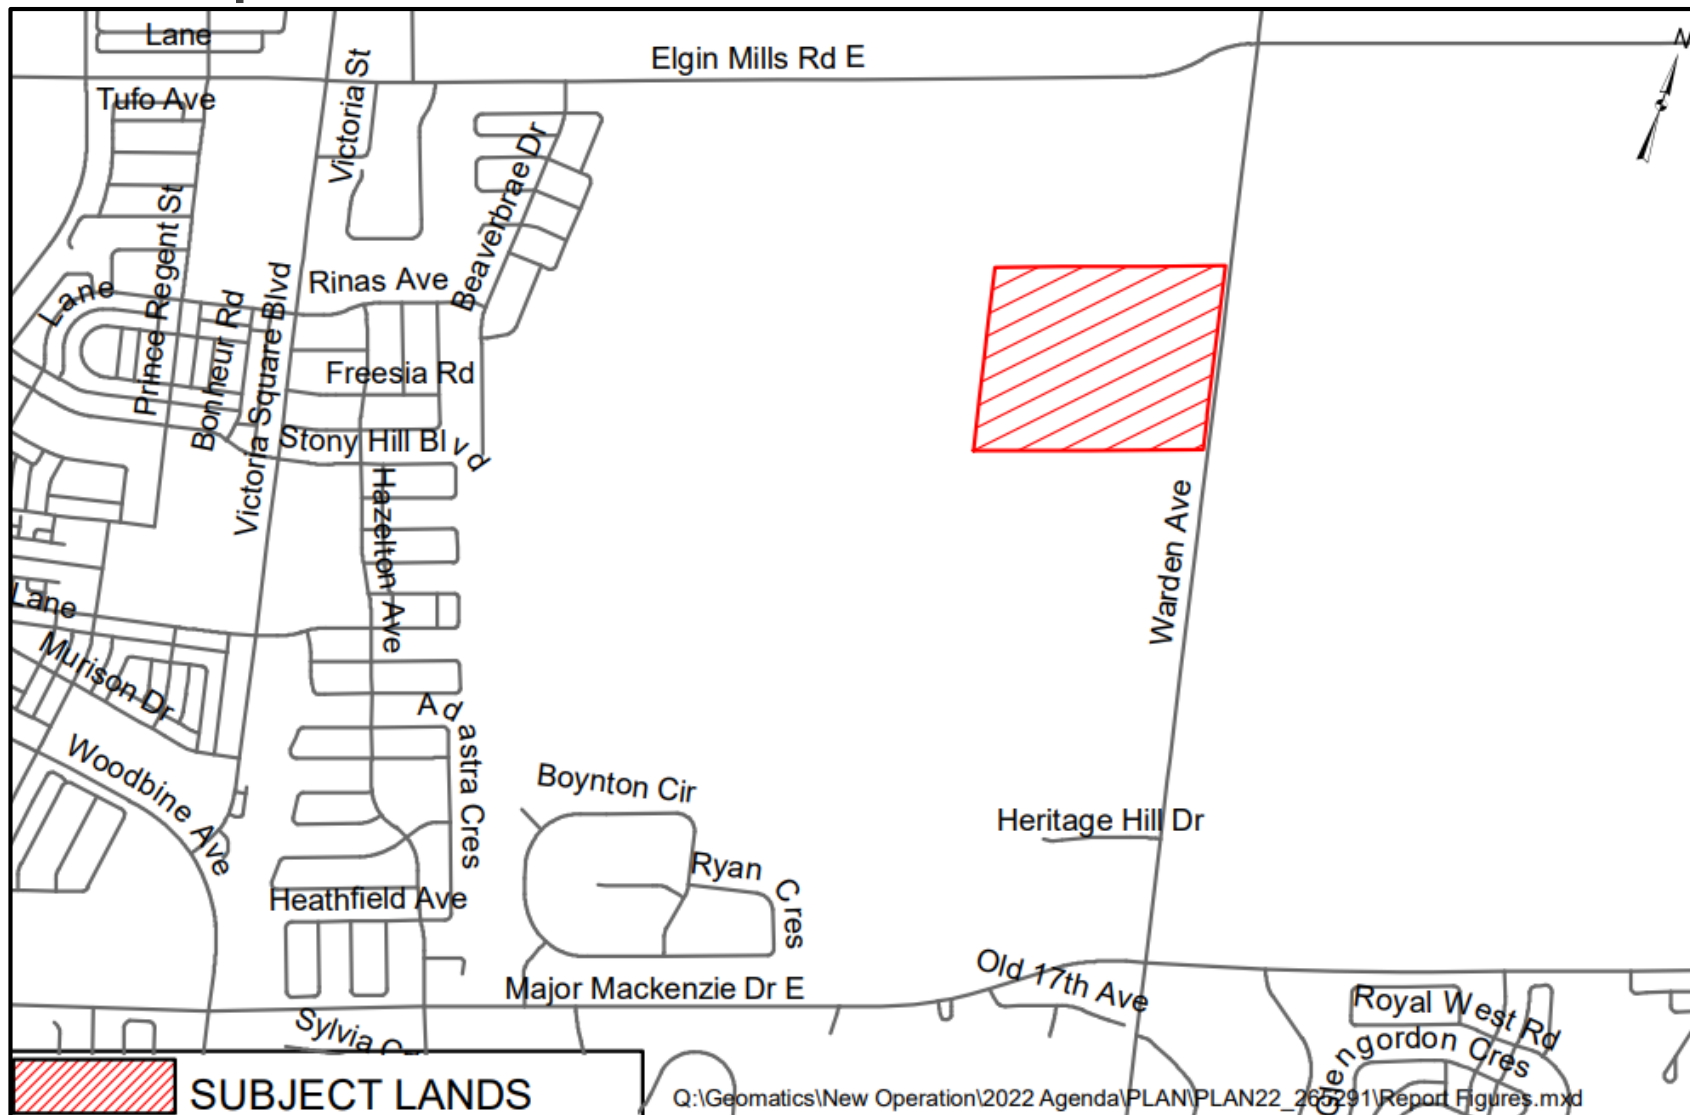 Lane
Elgin Mills Rd E
N
Victoria St
Tufo Ave
Beaverbrae Dr
Prince Regent St
Rinas Ave
Lane
Bonheur Rd
Victoria Square Blvd
Freesia Rd
Stony Hill Blvd
Hazelton Ave
Warden Ave
Lane
Murison Dr
Adastra Cres
Woodbine Ave
Boynton Cir
Heritage Hill Dr
Ryan Cres
Heathfield Ave
Old 17th Ave
Major Mackenzie Dr E
Royal West Rd
Sylvia
engordon Cres
SUBJECT LANDS
Q:\Geomatics\New Operation\2022 Agenda\PLAN\PLAN22_265291\Report Figures.mxd